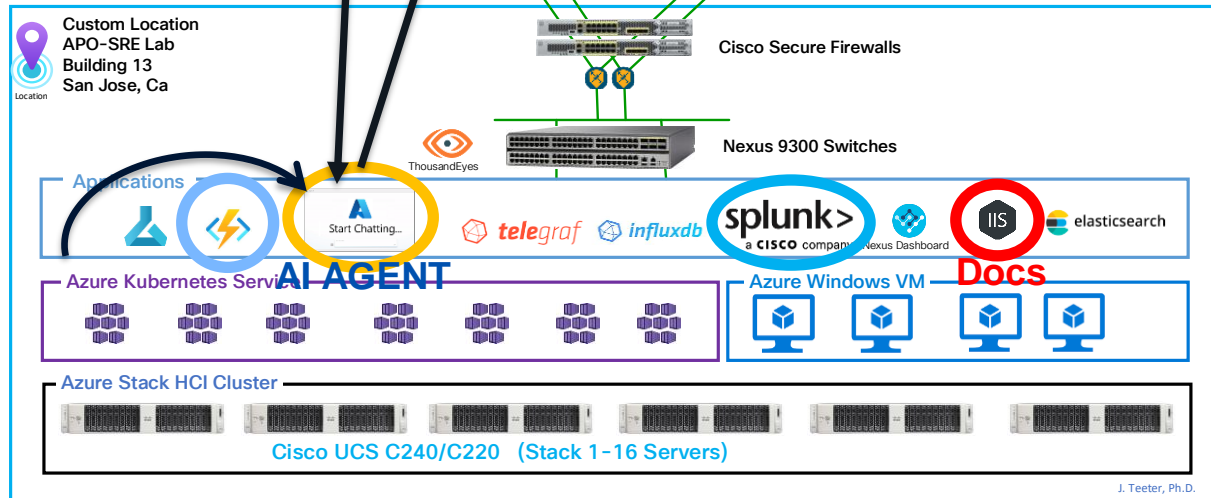 Custom Location
APO-SRE Lab
Building 13
San Jose, Ca
Location
Cisco Secure Firewalls
Nexus 9300 Switches
ThousandEyes
Applications
Start Chatting...
telegraf
influxdb
splunk>
a CISCO company
Nexus Dashboard
IIS
elasticsearch
AI AGENT
Docs
Azure Kubernetes Service
Azure Windows VM
Azure Stack HCI Cluster
Cisco UCS C240/C220 (Stack 1-16 Servers)
J. Teeter, Ph.D.